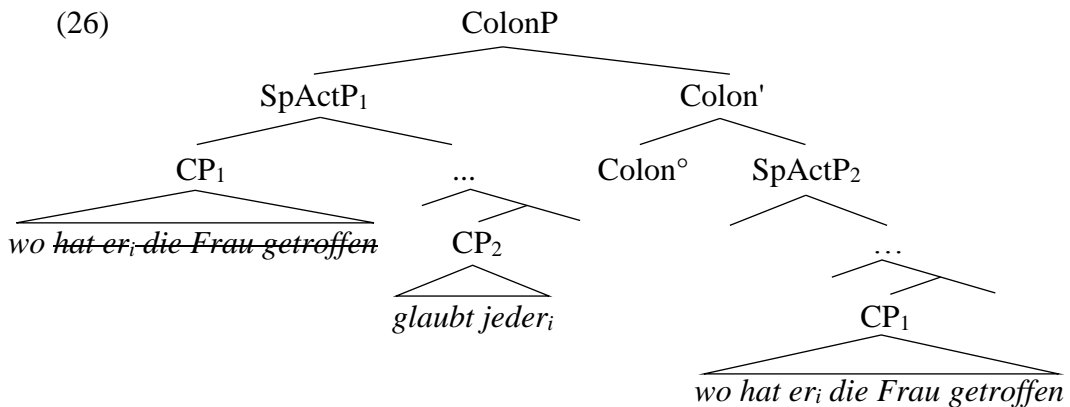 (26) ColonP
SpActP₁ Colon'
CP₁ ... Colon° SpActP₂
wo ~~hat erᵢ die Frau getroffen~~ CP₂ …
glaubt jederᵢ CP₁
wo hat erᵢ die Frau getroffen